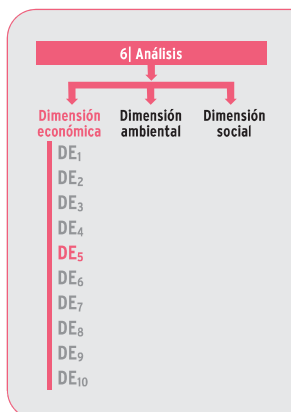 6| Análisis
Dimensión económica
Dimensión ambiental
Dimensión social
DE1
DE2
DE3
DE4
DE5
DE6
DE7
DE8
DE9
DE10